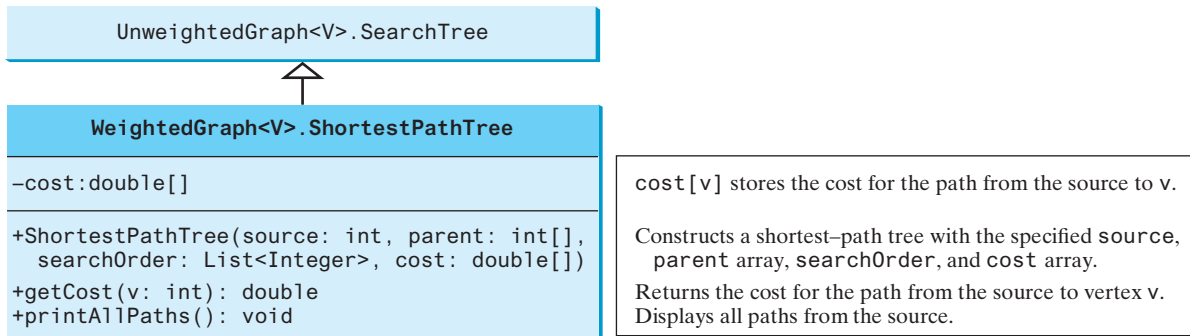 UnweightedGraph<V>.SearchTree
WeightedGraph<V>.ShortestPathTree
–cost:double[]
cost[v] stores the cost for the path from the source to v.
+ShortestPathTree(source: int, parent: int[],
searchOrder: List<Integer>, cost: double[])
Constructs a shortest–path tree with the specified source,
parent array, searchOrder, and cost array.
+getCost(v: int): double
Returns the cost for the path from the source to vertex v.
+printAllPaths(): void
Displays all paths from the source.